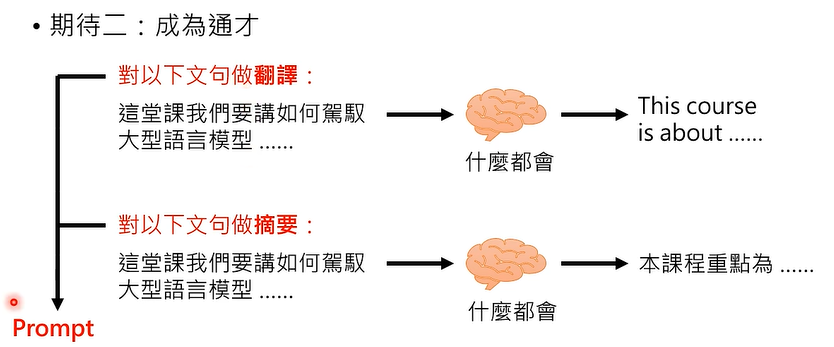 • 期待二：成為通才
對以下文句做翻譯：
這堂課我們要講如何駕馭
大型語言模型 ......
什麼都會
This course
is about ......
對以下文句做摘要：
這堂課我們要講如何駕馭
大型語言模型 ......
什麼都會
本課程重點為 ......
Prompt